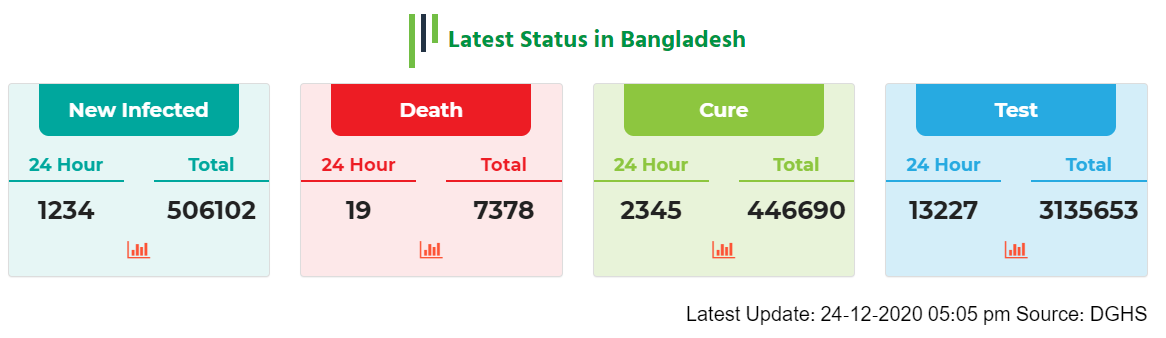 Latest Status in Bangladesh
New Infected
24 Hour Total
1234 506102
Death
24 Hour Total
19 7378
Cure
24 Hour Total
2345 446690
Test
24 Hour Total
13227 3135653
Latest Update: 24-12-2020 05:05 pm Source: DGHS